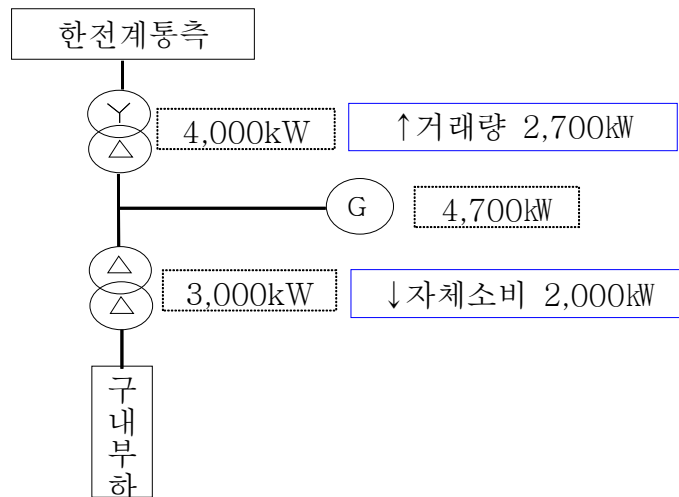 한전계통측
Y
△
4,000kW
↑거래량 2,700㎾
G
4,700㎾
△
△
3,000kW
↓자체소비 2,000㎾
구
내
부
하